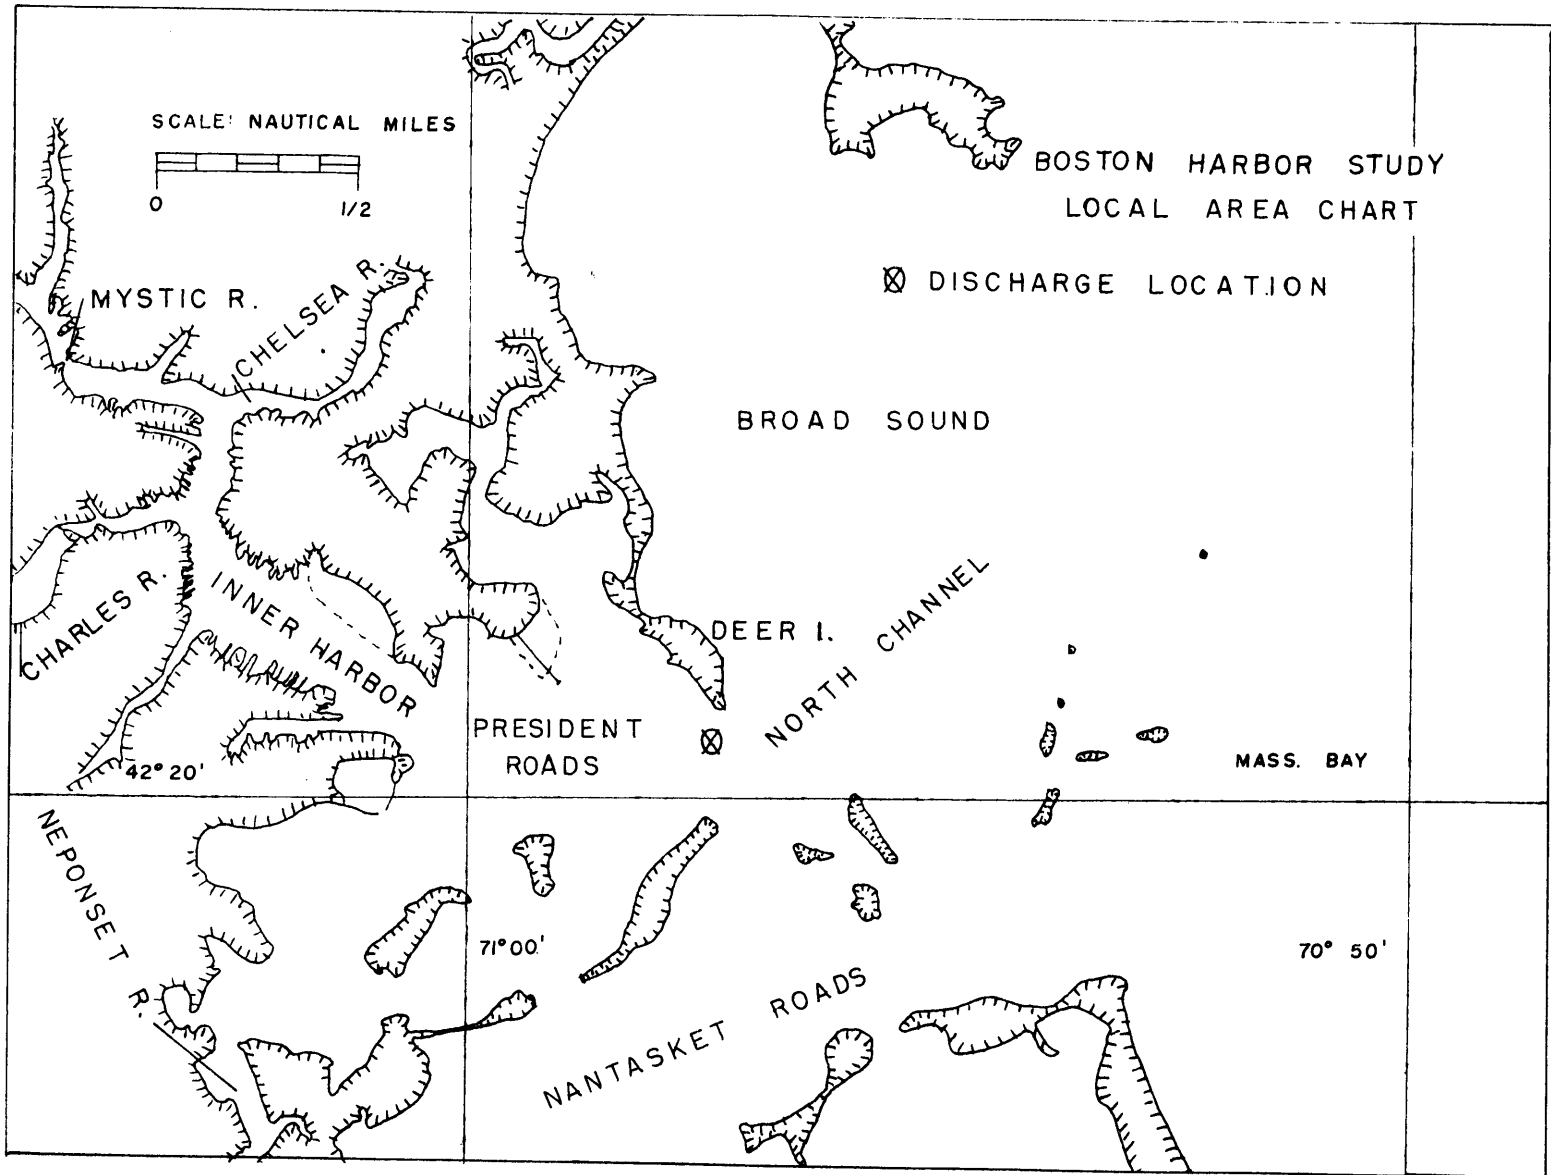 SCALE: NAUTICAL MILES
0 1/2
BOSTON HARBOR STUDY
LOCAL AREA CHART
DISCHARGE LOCATION
MYSTIC R.
CHELSEA R.
BROAD SOUND
CHARLES R.
INNER HARBOR
DEER I.
NORTH CHANNEL
PRESIDENT
ROADS
42° 20'
MASS. BAY
NEPONSET R.
71° 00'
70° 50'
NANTASKET ROADS